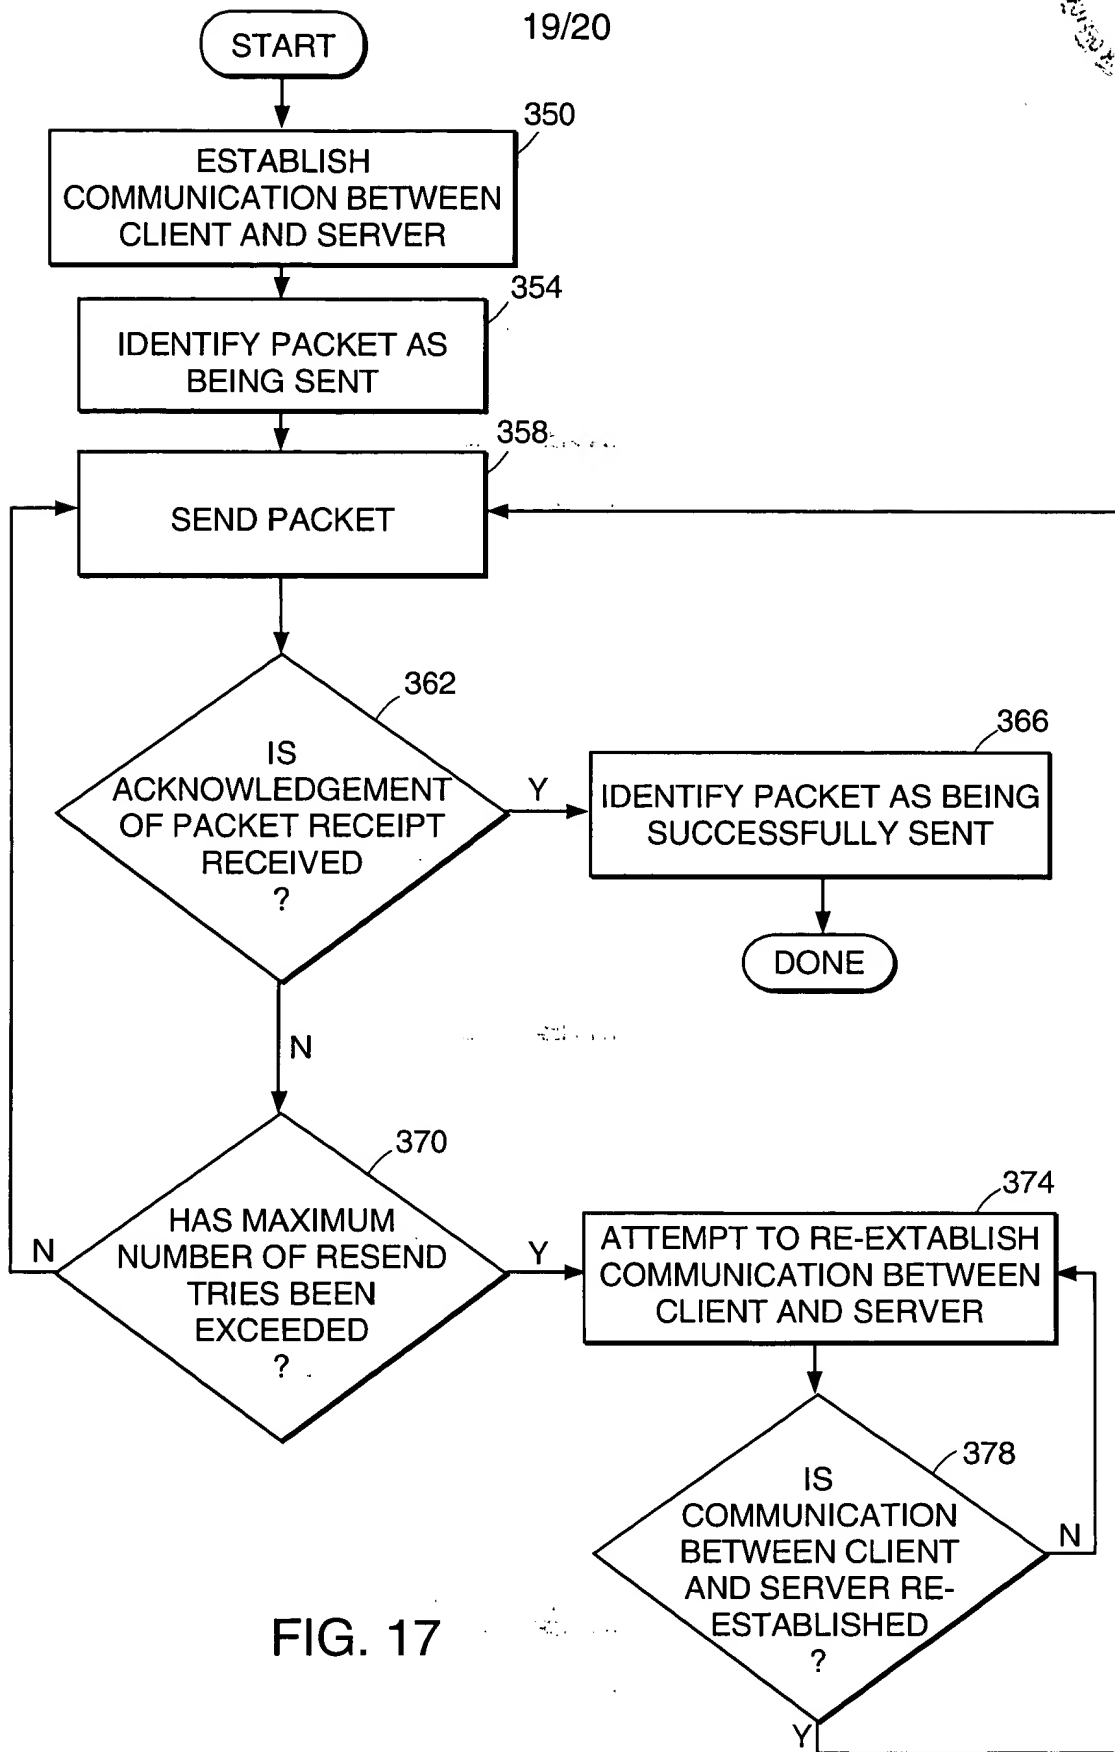 19/20
START
350
ESTABLISH
COMMUNICATION BETWEEN
CLIENT AND SERVER
354
IDENTIFY PACKET AS
BEING SENT
358
SEND PACKET
362
IS
ACKNOWLEDGEMENT
OF PACKET RECEIPT
RECEIVED
?
Y
366
IDENTIFY PACKET AS BEING
SUCCESSFULLY SENT
DONE
N
370
HAS MAXIMUM
NUMBER OF RESEND
TRIES BEEN
EXCEEDED
?
N
Y
374
ATTEMPT TO RE-EXTABLISH
COMMUNICATION BETWEEN
CLIENT AND SERVER
378
IS
COMMUNICATION
BETWEEN CLIENT
AND SERVER RE-
ESTABLISHED
?
N
Y
FIG. 17